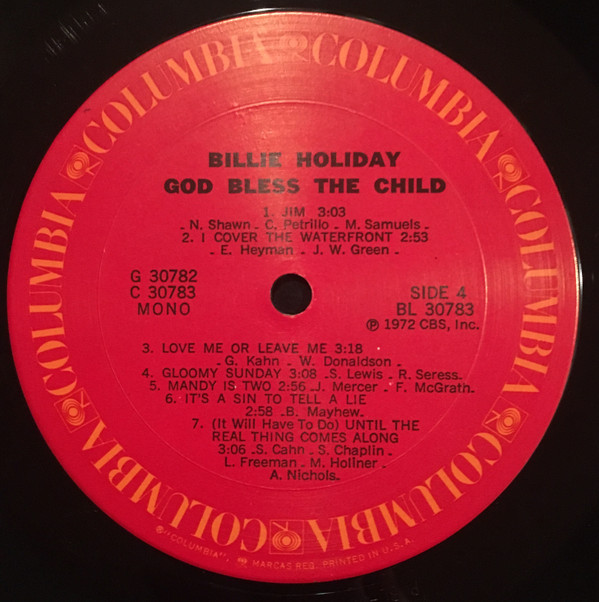 COLUMBIA COLUMBIA COLUMBIA COLUMBIA COLUMBIA COLUMBIA
BILLIE HOLIDAY
GOD BLESS THE CHILD
1. JIM 3:03
- N. Shawn - C. Petrillo - M. Samuels -
2. I COVER THE WATERFRONT 2:53
- E. Heyman - J. W. Green -
G 30782
C 30783
MONO
SIDE 4
BL 30783
Ⓟ 1972 CBS, Inc.
3. LOVE ME OR LEAVE ME 3:18
- G. Kahn - W. Donaldson -
4. GLOOMY SUNDAY 3:08 - S. Lewis - R. Seress -
5. MANDY IS TWO 2:56 - J. Mercer - F. McGrath -
6. IT'S A SIN TO TELL A LIE
2:58 - B. Mayhew -
7. (It Will Have To Do) UNTIL THE
REAL THING COMES ALONG
3:06 - S. Cahn - S. Chaplin -
L. Freeman - M. Hollner -
A. Nichols -
® "COLUMBIA", MARCAS REG. PRINTED IN U.S.A.